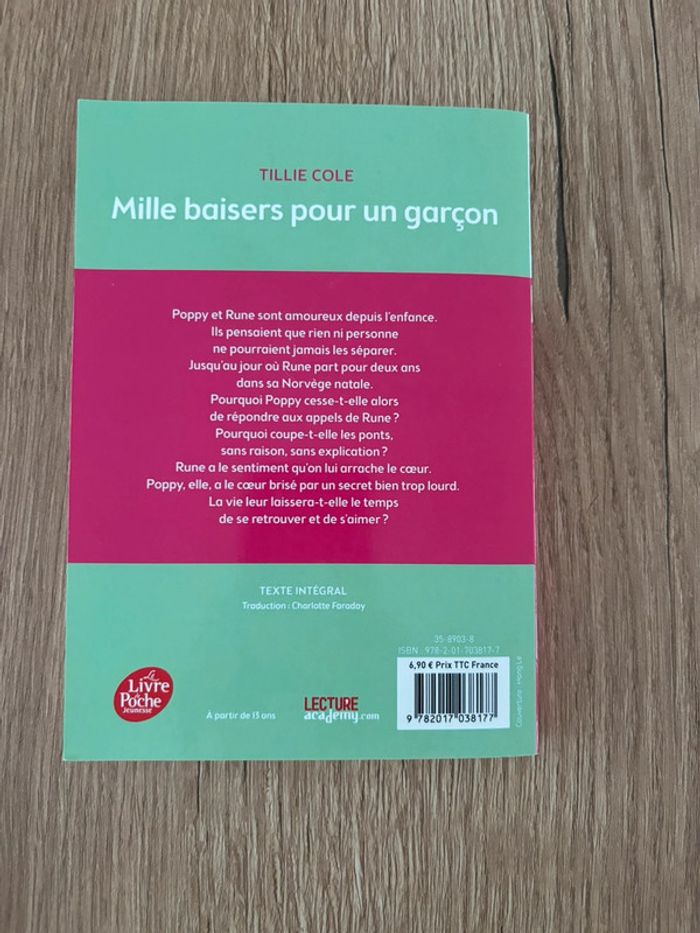 TILLIE COLE
Mille baisers pour un garçon
Poppy et Rune sont amoureux depuis l'enfance.
Ils pensaient que rien ni personne
ne pourraient jamais les séparer.
Jusqu'au jour où Rune part pour deux ans
dans sa Norvège natale.
Pourquoi Poppy cesse-t-elle alors
de répondre aux appels de Rune ?
Pourquoi coupe-t-elle les ponts,
sans raison, sans explication ?
Rune a le sentiment qu'on lui arrache le cœur.
Poppy, elle, a le cœur brisé par un secret bien trop lourd.
La vie leur laissera-t-elle le temps
de se retrouver et de s'aimer ?
TEXTE INTÉGRAL
Traduction : Charlotte Faraday
35-8903-8
ISBN : 978-2-01-703817-7
6,90 € Prix TTC France
Le
Livre
de
Poche
Jeunesse
À partir de 13 ans
LECTURE
academy.com
9 782017 038177
Couverture : Hong Le